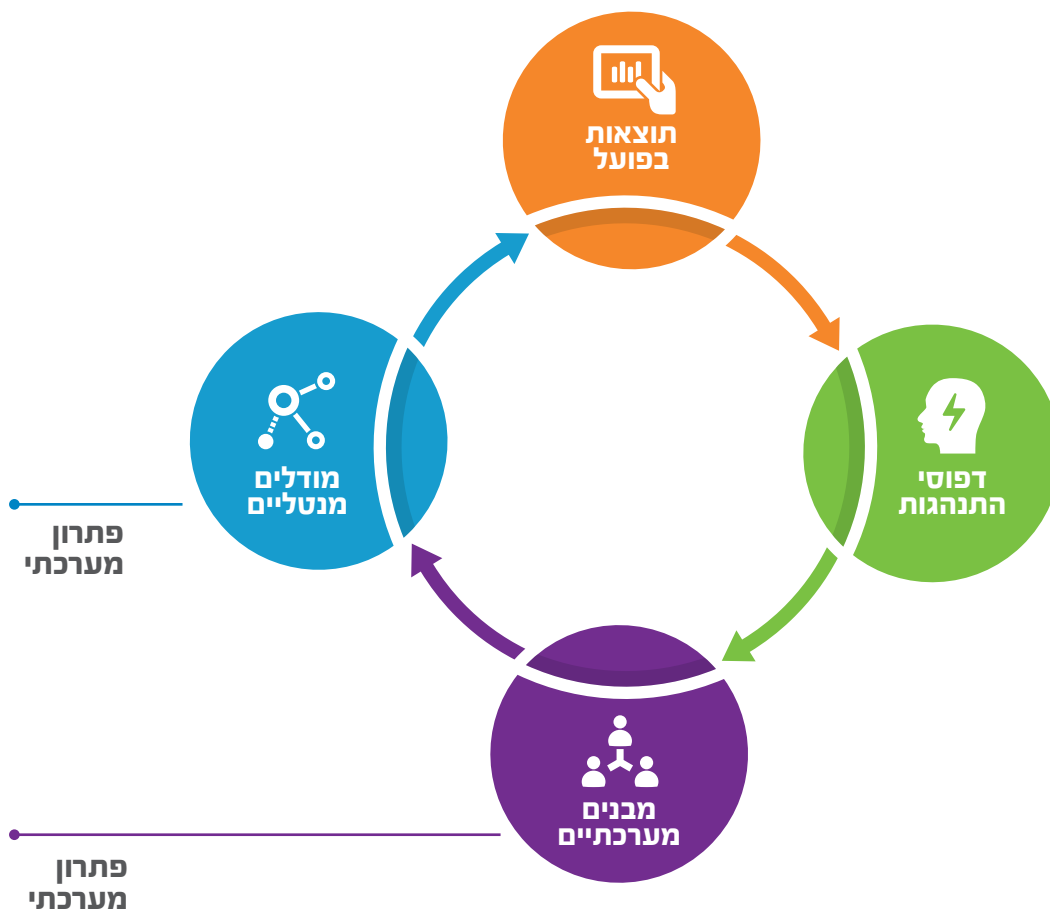 תוצאות
בפועל
דפוסי
התנהגות
מודלים
מנטליים
פתרון
מערכתי
מבנים
מערכתיים
פתרון
מערכתי